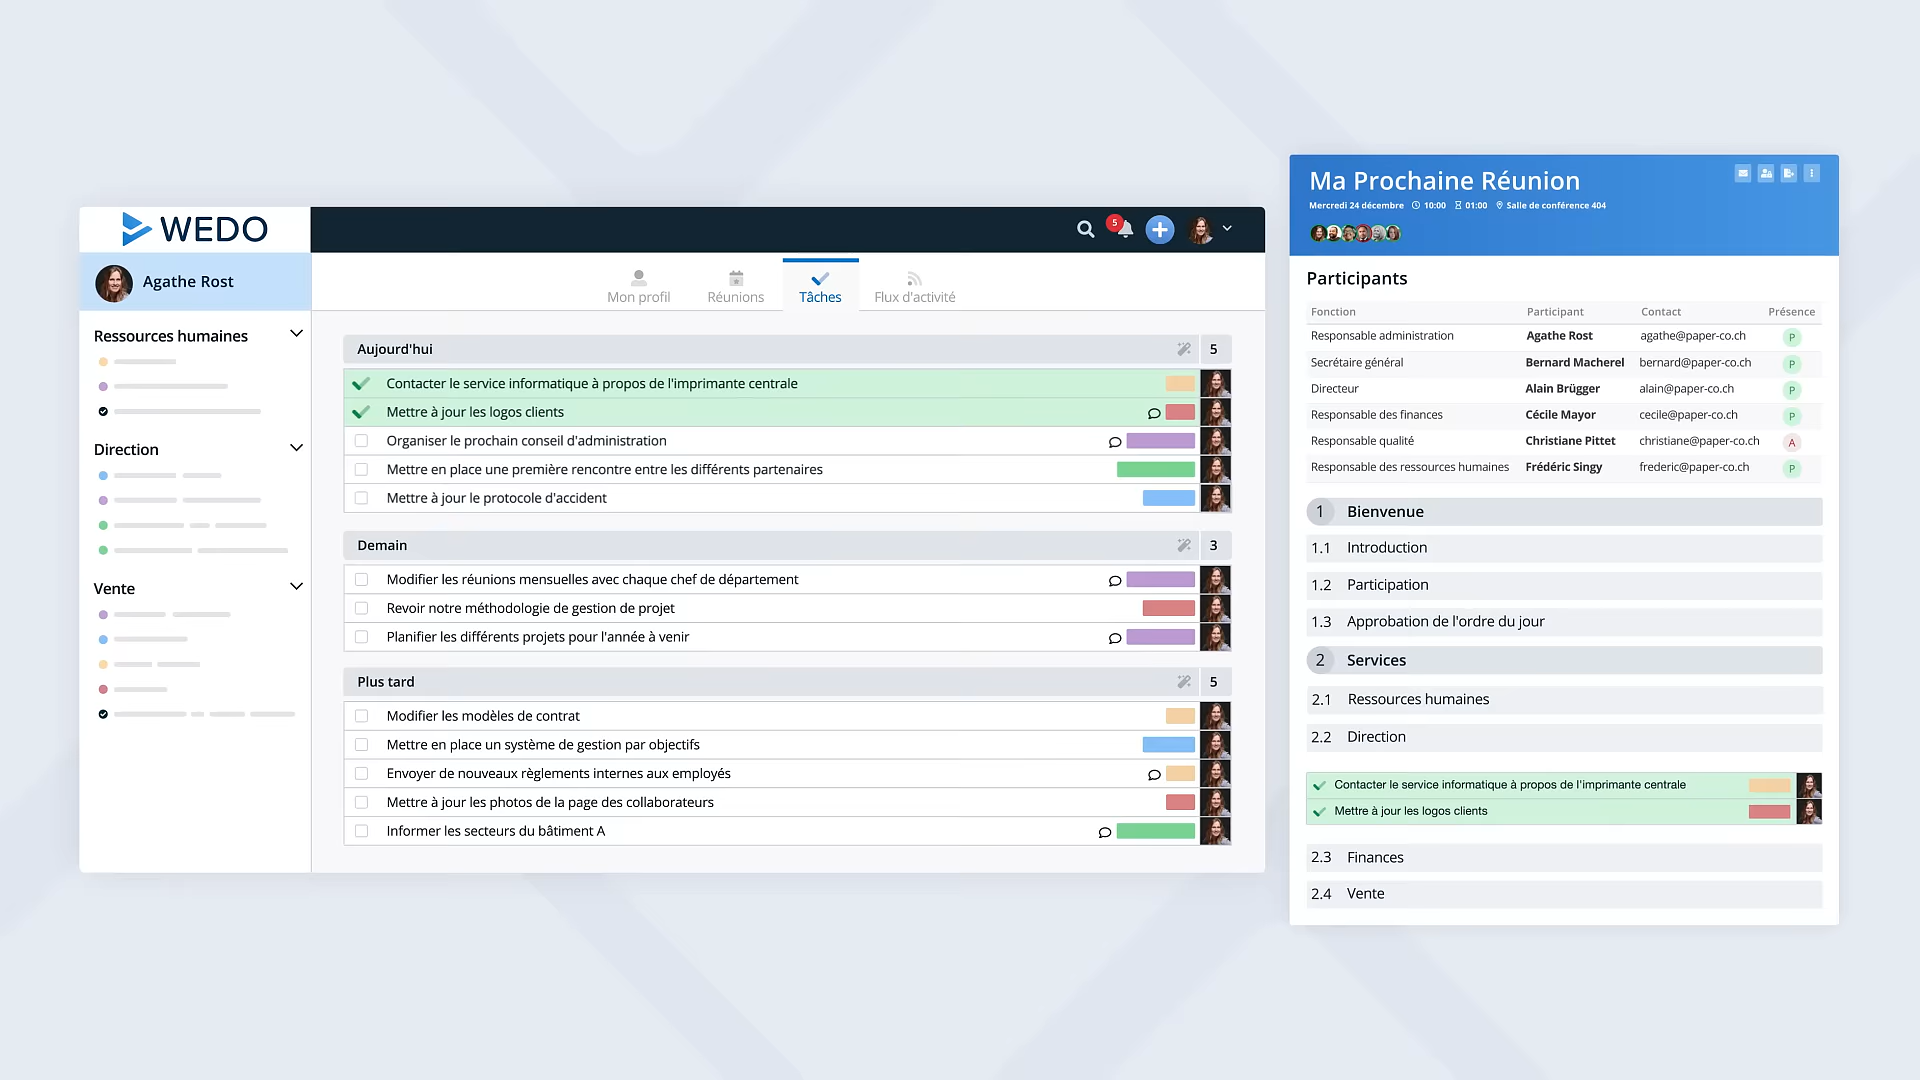 WEDO
5
Agathe Rost
Mon profil
Réunions
Tâches
Flux d'activité
Ressources humaines
Direction
Vente
Aujourd'hui
5
Contacter le service informatique à propos de l'imprimante centrale
Mettre à jour les logos clients
Organiser le prochain conseil d'administration
Mettre en place une première rencontre entre les différents partenaires
Mettre à jour le protocole d'accident
Demain
3
Modifier les réunions mensuelles avec chaque chef de département
Revoir notre méthodologie de gestion de projet
Planifier les différents projets pour l'année à venir
Plus tard
5
Modifier les modèles de contrat
Mettre en place un système de gestion par objectifs
Envoyer de nouveaux règlements internes aux employés
Mettre à jour les photos de la page des collaborateurs
Informer les secteurs du bâtiment A
Ma Prochaine Réunion
Mercredi 24 décembre 10:00 01:00 Salle de conférence 404
Participants
Fonction Participant Contact Présence
Responsable administration Agathe Rost agathe@paper-co.ch P
Secrétaire général Bernard Macherel bernard@paper-co.ch P
Directeur Alain Brügger alain@paper-co.ch P
Responsable des finances Cécile Mayor cecile@paper-co.ch P
Responsable qualité Christiane Pittet christiane@paper-co.ch A
Responsable des ressources humaines Frédéric Singy frederic@paper-co.ch P
1 Bienvenue
1.1 Introduction
1.2 Participation
1.3 Approbation de l'ordre du jour
2 Services
2.1 Ressources humaines
2.2 Direction
Contacter le service informatique à propos de l'imprimante centrale
Mettre à jour les logos clients
2.3 Finances
2.4 Vente